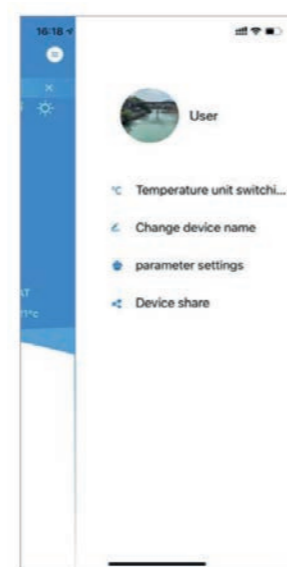 16:18
User
°C Temperature unit switchi...
Change device name
parameter settings
Device share